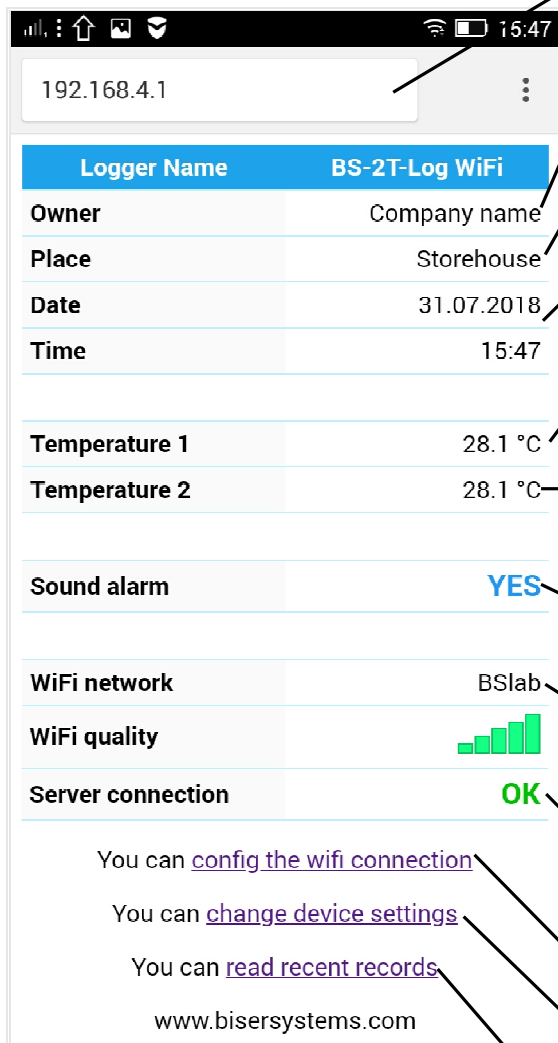 15:47
192.168.4.1
Logger Name BS-2T-Log WiFi
Owner Company name
Place Storehouse
Date 31.07.2018
Time 15:47
Temperature 1 28.1 °C
Temperature 2 28.1 °C
Sound alarm YES
WiFi network BSlab
WiFi quality
Server connection OK
You can config the wifi connection
You can change device settings
You can read recent records
www.bisersystems.com